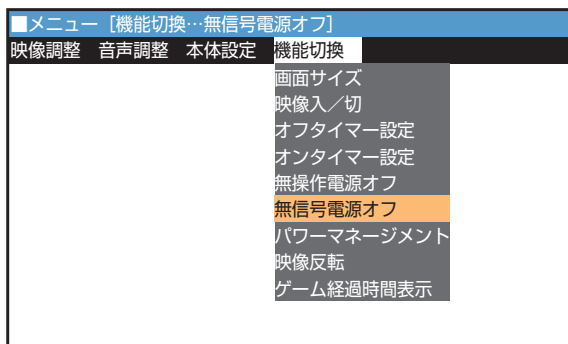 ■メニュー［機能切換…無信号電源オフ］
映像調整 音声調整 本体設定 機能切換
画面サイズ
映像入／切
オフタイマー設定
オンタイマー設定
無操作電源オフ
無信号電源オフ
パワーマネージメント
映像反転
ゲーム経過時間表示